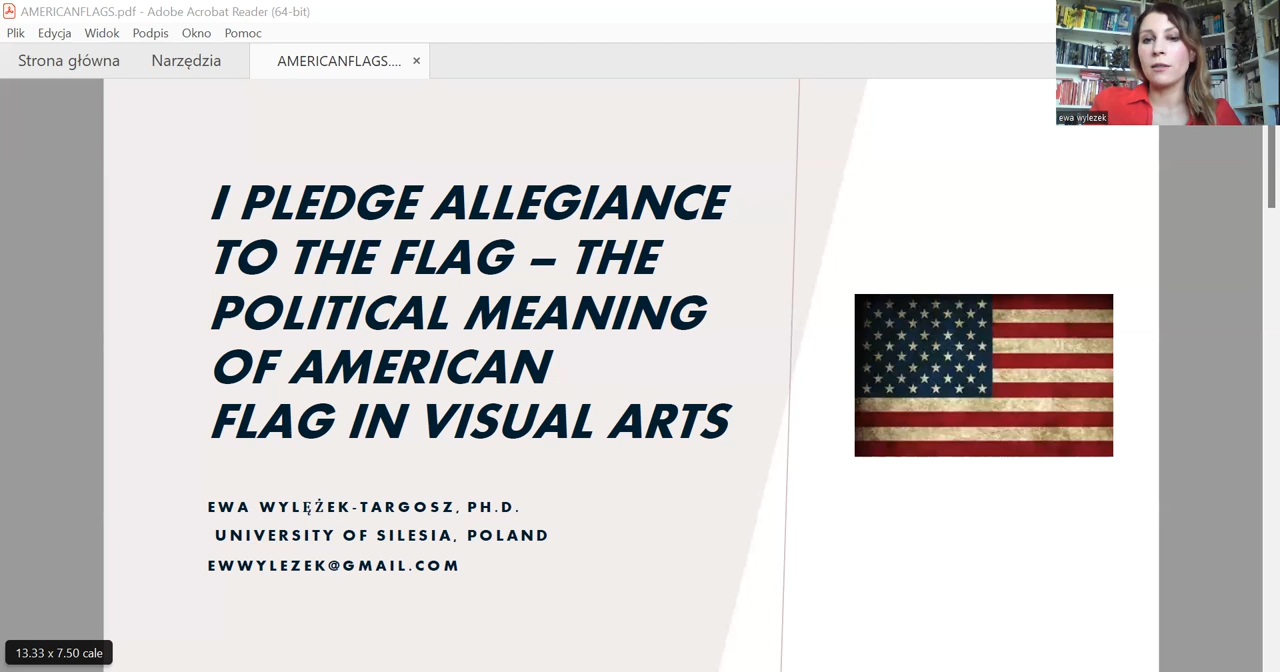 AMERICANFLAGS.pdf - Adobe Acrobat Reader (64-bit)
Plik Edycja Widok Podpis Okno Pomoc
Strona główna Narzędzia AMERICANFLAGS.... ×
ewa wylezek
I PLEDGE ALLEGIANCE
TO THE FLAG – THE
POLITICAL MEANING
OF AMERICAN
FLAG IN VISUAL ARTS
EWA WYLĘŻEK-TARGOSZ, PH.D.
UNIVERSITY OF SILESIA, POLAND
EWWYLEZEK@GMAIL.COM
13.33 x 7.50 cale